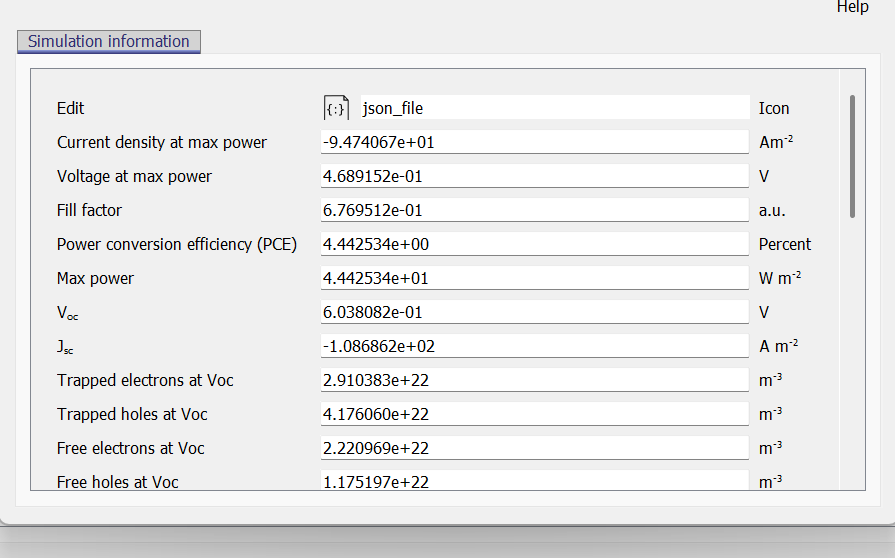 Help
Simulation information
Edit {:} json_file Icon
Current density at max power -9.474067e+01 Am⁻²
Voltage at max power 4.689152e-01 V
Fill factor 6.769512e-01 a.u.
Power conversion efficiency (PCE) 4.442534e+00 Percent
Max power 4.442534e+01 W m⁻²
Voc 6.038082e-01 V
Jsc -1.086862e+02 A m⁻²
Trapped electrons at Voc 2.910383e+22 m⁻³
Trapped holes at Voc 4.176060e+22 m⁻³
Free electrons at Voc 2.220969e+22 m⁻³
Free holes at Voc 1.175197e+22 m⁻³